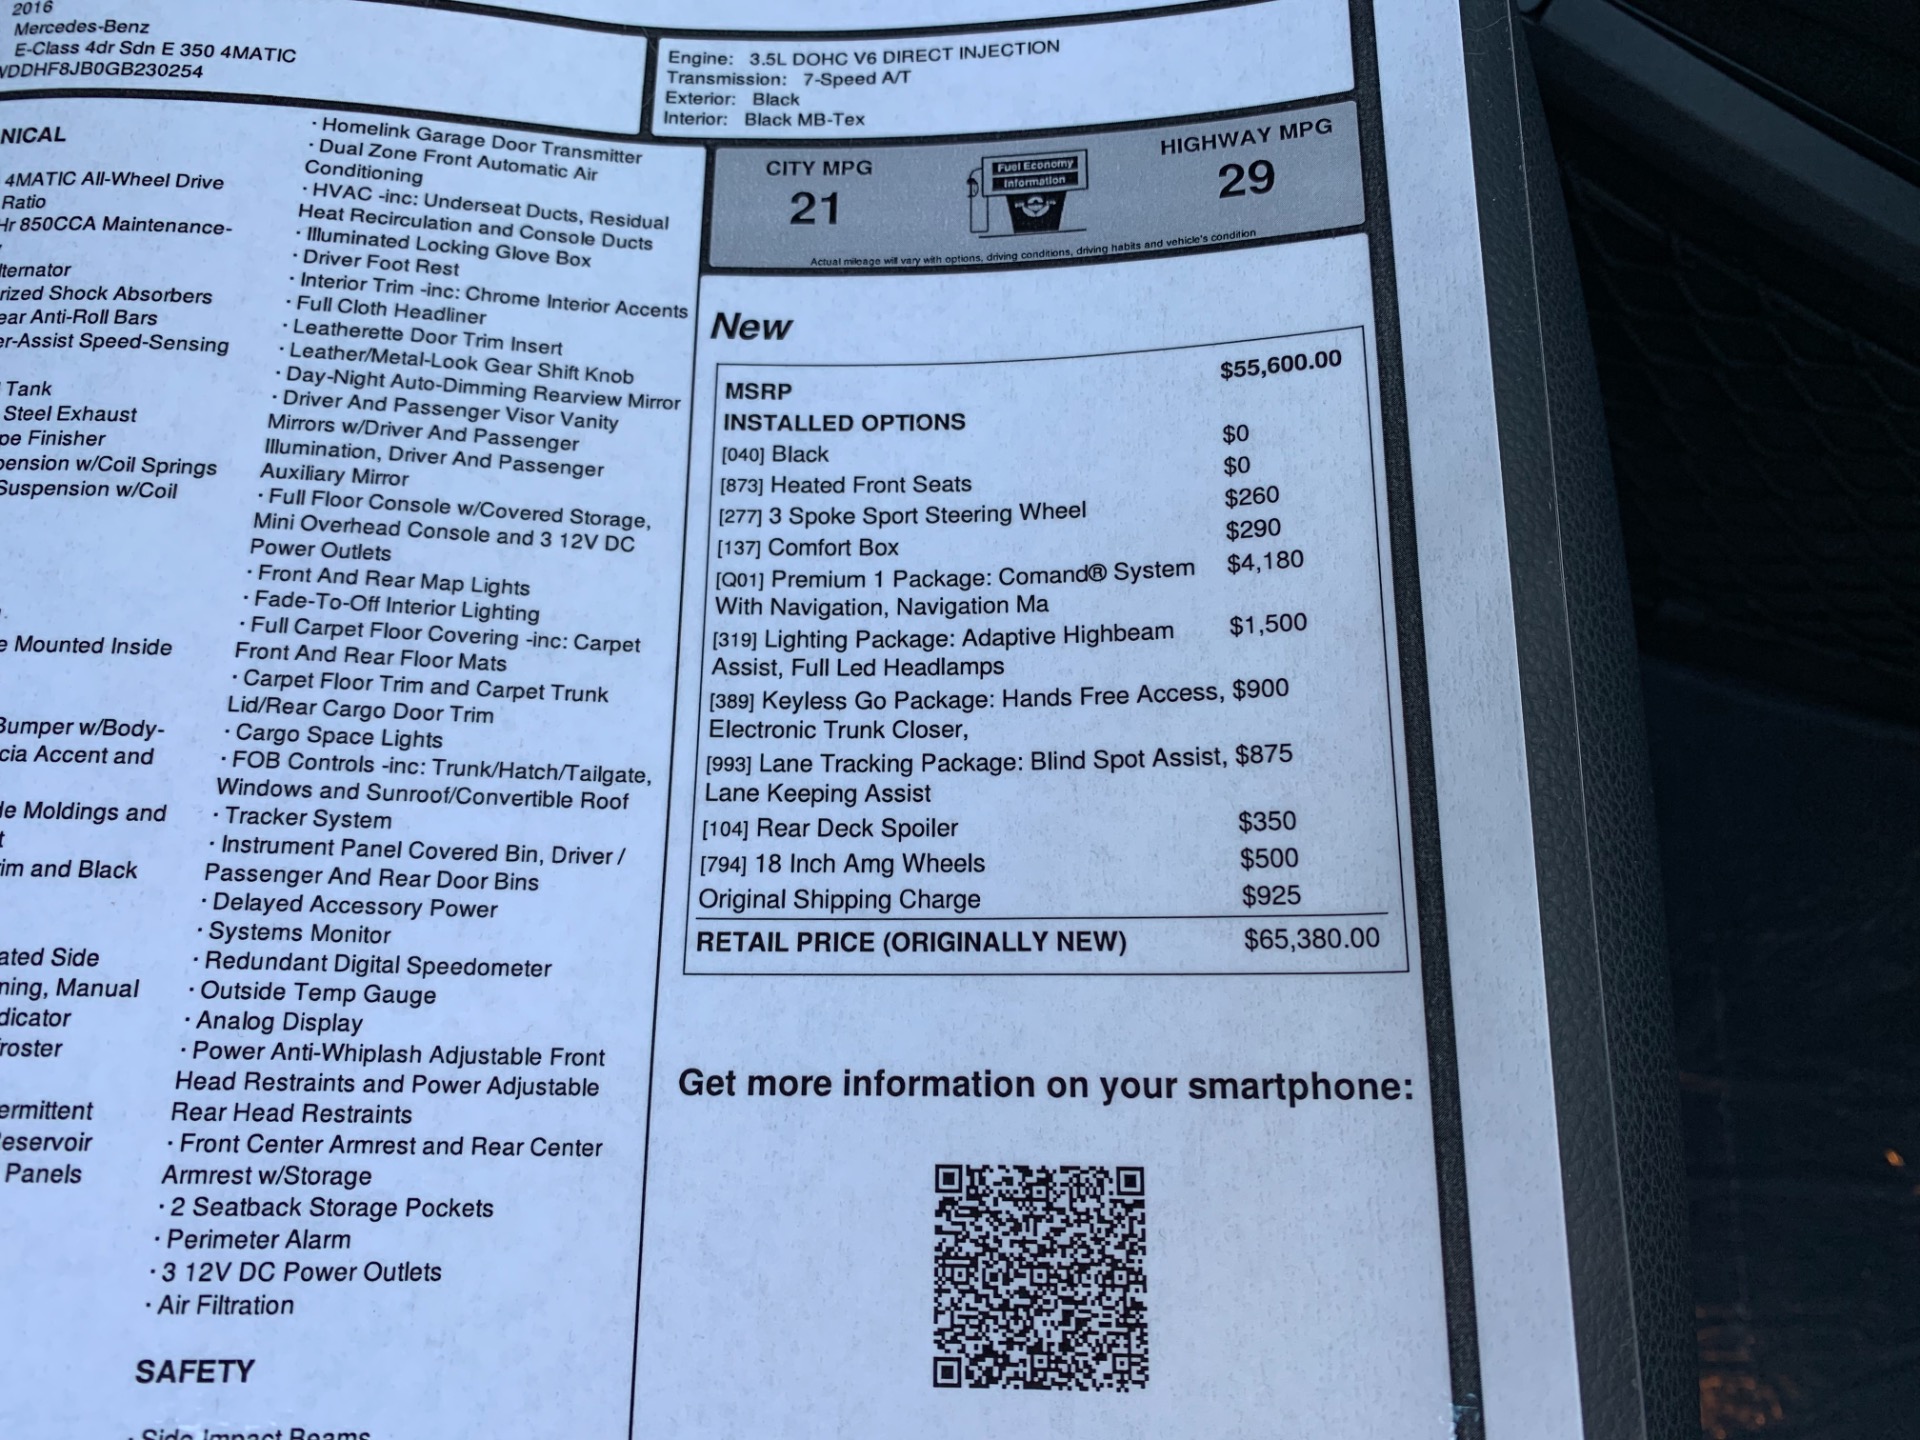 2016
Mercedes-Benz
E-Class 4dr Sdn E 350 4MATIC
WDDHF8JB0GB230254
Engine: 3.5L DOHC V6 DIRECT INJECTION
Transmission: 7-Speed A/T
Exterior: Black
Interior: Black MB-Tex
NICAL
4MATIC All-Wheel Drive
Ratio
Hr 850CCA Maintenance-
lternator
rized Shock Absorbers
ear Anti-Roll Bars
er-Assist Speed-Sensing
Tank
Steel Exhaust
pe Finisher
pension w/Coil Springs
Suspension w/Coil
e Mounted Inside
Bumper w/Body-
cia Accent and
de Moldings and
t
im and Black
ated Side
ning, Manual
dicator
roster
ermittent
Reservoir
Panels
· Homelink Garage Door Transmitter
· Dual Zone Front Automatic Air
Conditioning
· HVAC -inc: Underseat Ducts, Residual
Heat Recirculation and Console Ducts
· Illuminated Locking Glove Box
· Driver Foot Rest
· Interior Trim -inc: Chrome Interior Accents
· Full Cloth Headliner
· Leatherette Door Trim Insert
· Leather/Metal-Look Gear Shift Knob
· Day-Night Auto-Dimming Rearview Mirror
· Driver And Passenger Visor Vanity
Mirrors w/Driver And Passenger
Illumination, Driver And Passenger
Auxiliary Mirror
· Full Floor Console w/Covered Storage,
Mini Overhead Console and 3 12V DC
Power Outlets
· Front And Rear Map Lights
· Fade-To-Off Interior Lighting
· Full Carpet Floor Covering -inc: Carpet
Front And Rear Floor Mats
· Carpet Floor Trim and Carpet Trunk
Lid/Rear Cargo Door Trim
· Cargo Space Lights
· FOB Controls -inc: Trunk/Hatch/Tailgate,
Windows and Sunroof/Convertible Roof
· Tracker System
· Instrument Panel Covered Bin, Driver /
Passenger And Rear Door Bins
· Delayed Accessory Power
· Systems Monitor
· Redundant Digital Speedometer
· Outside Temp Gauge
· Analog Display
· Power Anti-Whiplash Adjustable Front
Head Restraints and Power Adjustable
Rear Head Restraints
· Front Center Armrest and Rear Center
Armrest w/Storage
· 2 Seatback Storage Pockets
· Perimeter Alarm
· 3 12V DC Power Outlets
· Air Filtration
SAFETY
· Side Impact Beams
CITY MPG
21
Fuel Economy
Information
HIGHWAY MPG
29
Actual mileage will vary with options, driving conditions, driving habits and vehicle's condition
New
MSRP $55,600.00
INSTALLED OPTIONS
[040] Black $0
[873] Heated Front Seats $0
[277] 3 Spoke Sport Steering Wheel $260
[137] Comfort Box $290
[Q01] Premium 1 Package: Comand® System $4,180
With Navigation, Navigation Ma
[319] Lighting Package: Adaptive Highbeam $1,500
Assist, Full Led Headlamps
[389] Keyless Go Package: Hands Free Access, $900
Electronic Trunk Closer,
[993] Lane Tracking Package: Blind Spot Assist, $875
Lane Keeping Assist
[104] Rear Deck Spoiler $350
[794] 18 Inch Amg Wheels $500
Original Shipping Charge $925
RETAIL PRICE (ORIGINALLY NEW) $65,380.00
Get more information on your smartphone: